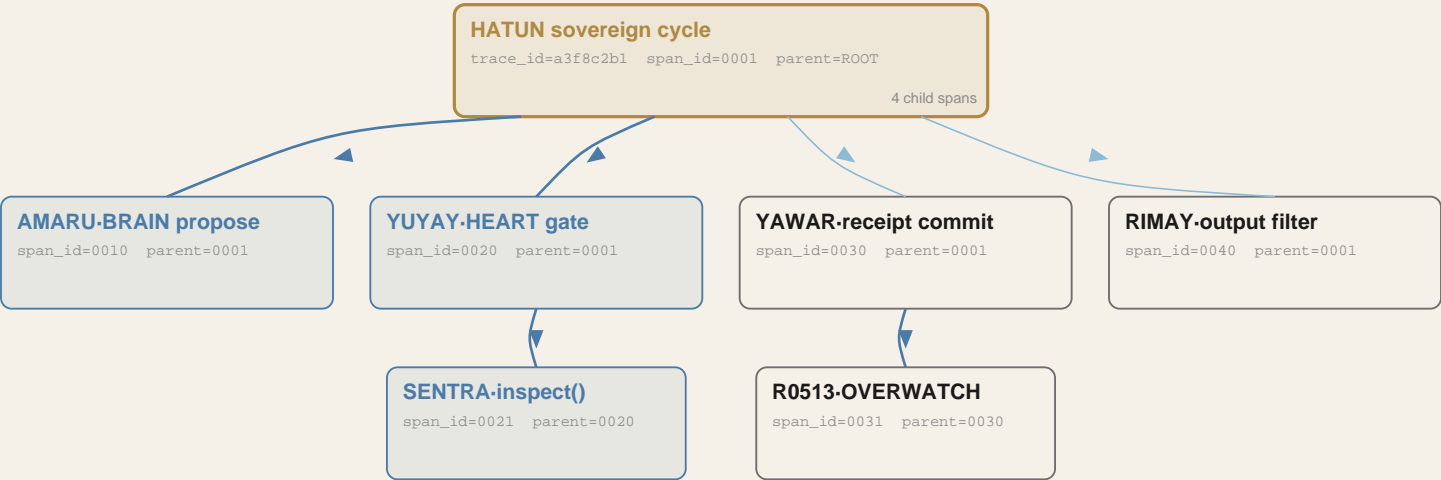 HATUN sovereign cycle
trace_id=a3f8c2b1 span_id=0001 parent=ROOT
4 child spans
AMARU·BRAIN propose
span_id=0010 parent=0001
YUYAY·HEART gate
span_id=0020 parent=0001
YAWAR·receipt commit
span_id=0030 parent=0001
RIMAY·output filter
span_id=0040 parent=0001
SENTRA·inspect()
span_id=0021 parent=0020
R0513·OVERWATCH
span_id=0031 parent=0030